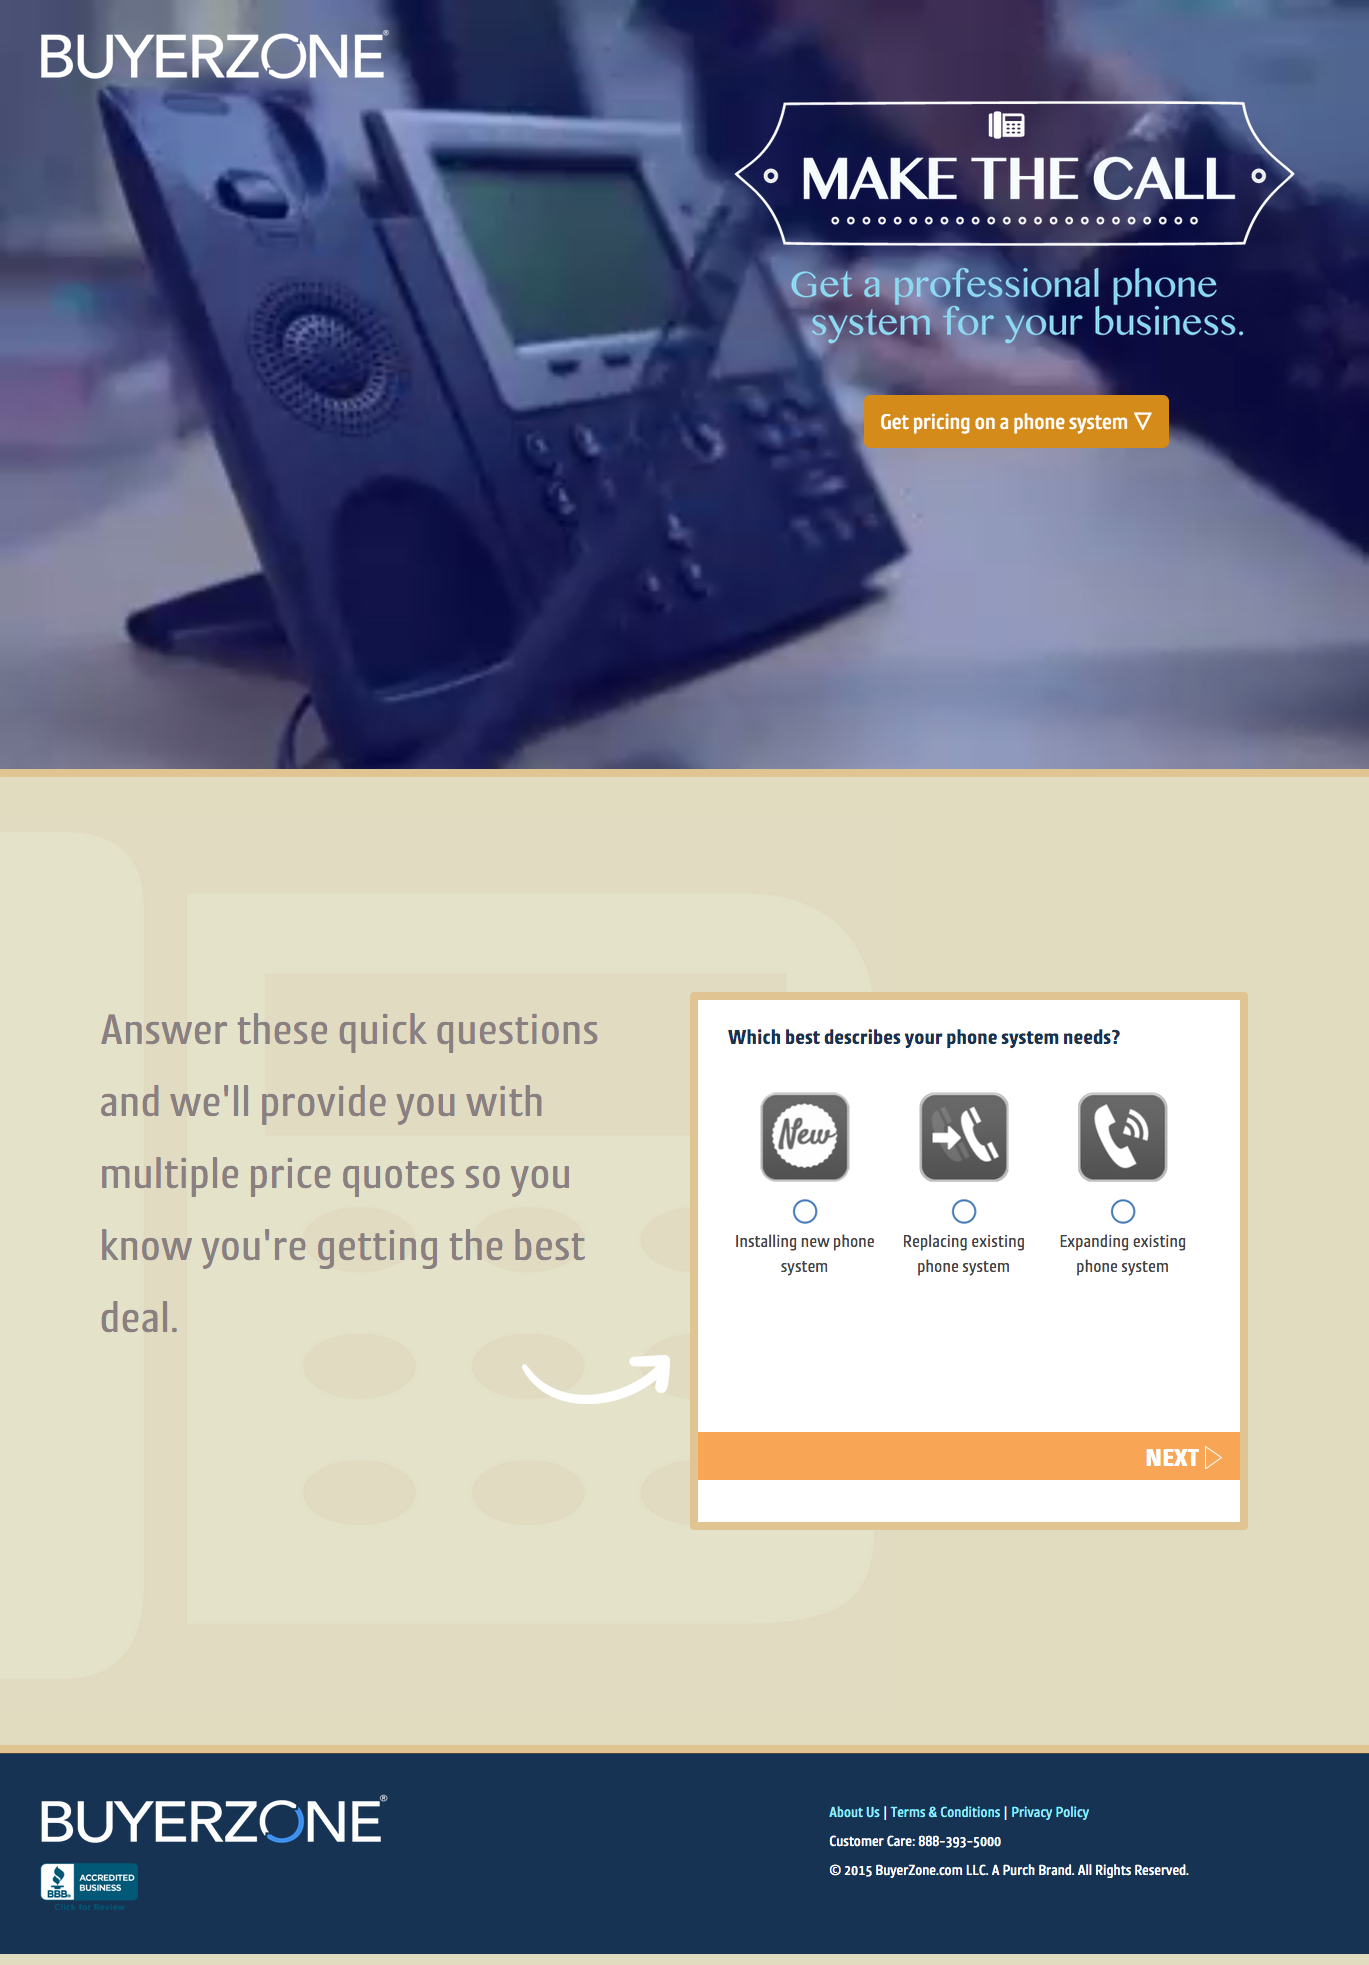 BUYERZONE®
MAKE THE CALL
Get a professional phone
system for your business.
Get pricing on a phone system
Answer these quick questions
and we'll provide you with
multiple price quotes so you
know you're getting the best
deal.
Which best describes your phone system needs?
New
Installing new phone
system
Replacing existing
phone system
Expanding existing
phone system
NEXT
BUYERZONE®
BBB.
ACCREDITED
BUSINESS
Click for Review
About Us | Terms & Conditions | Privacy Policy
Customer Care: 888-393-5000
© 2015 BuyerZone.com LLC. A Purch Brand. All Rights Reserved.